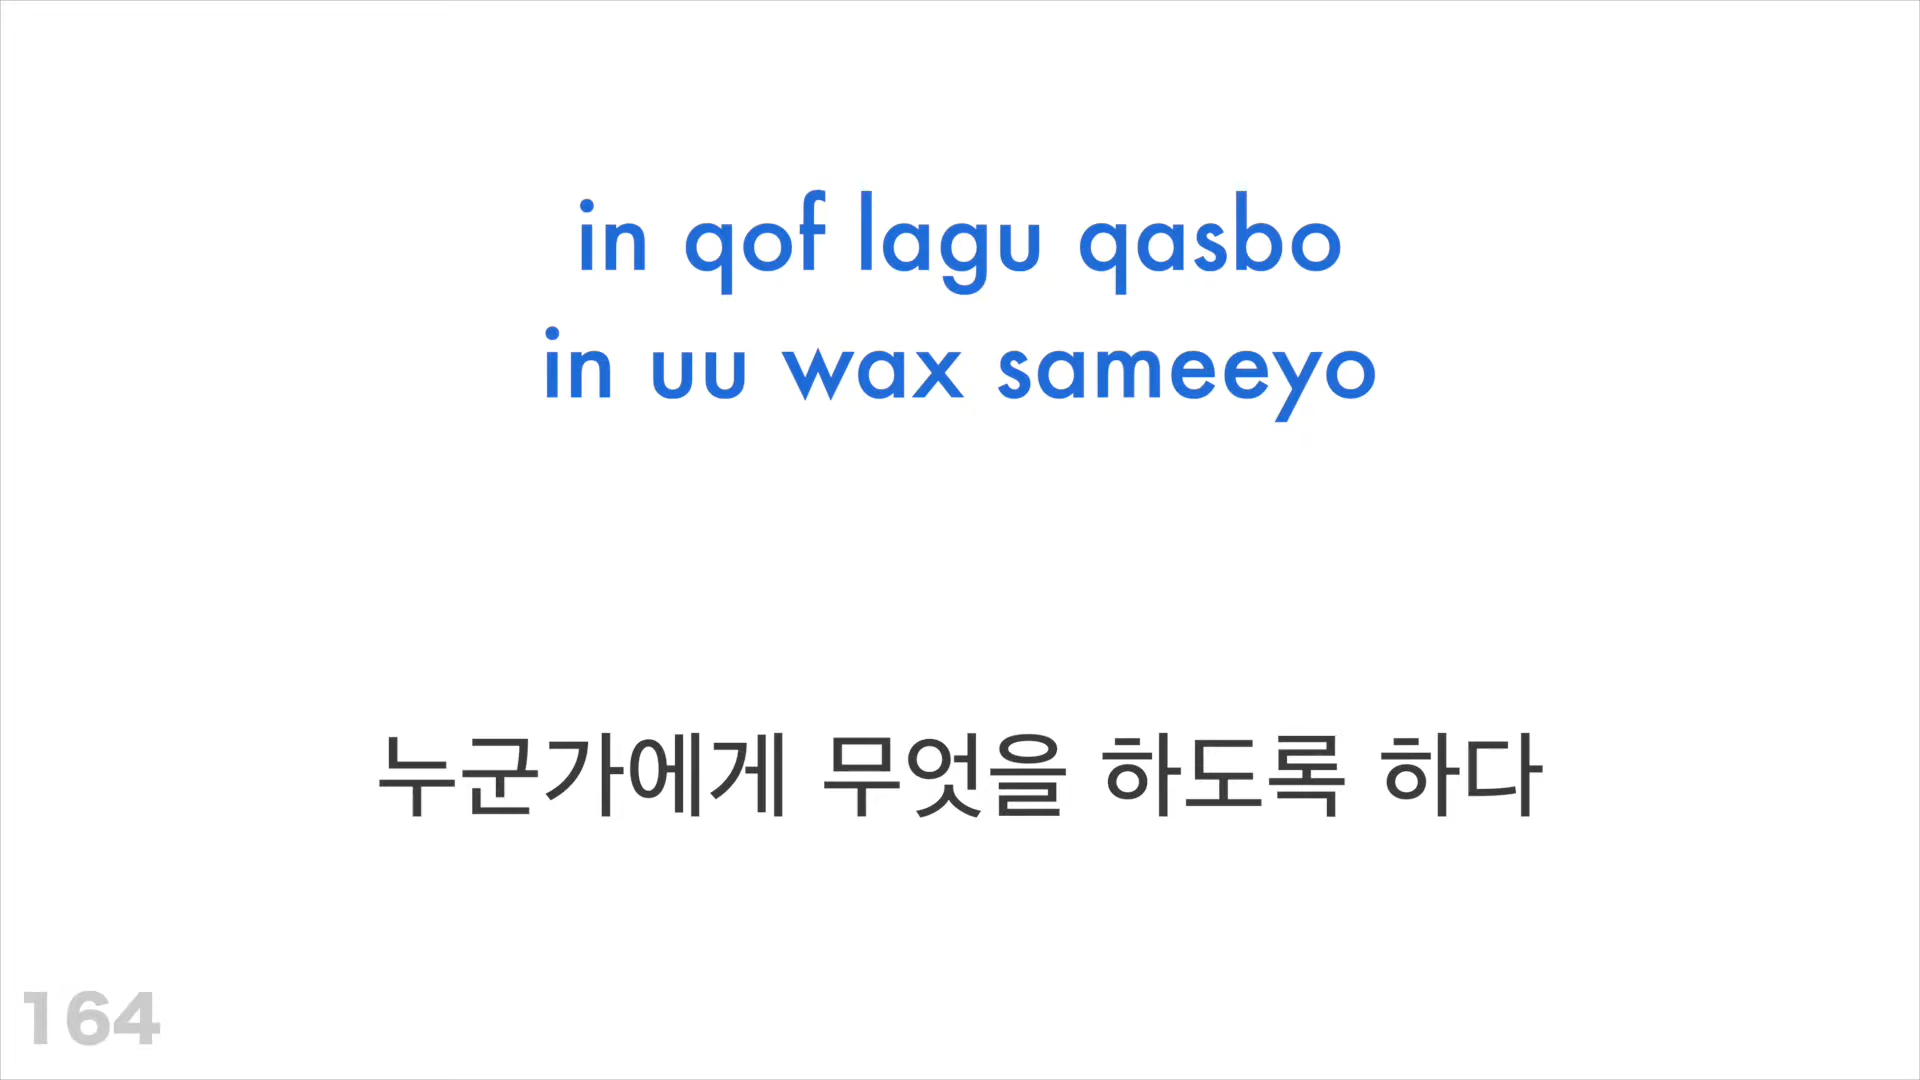 in qof lagu qasbo
in uu wax sameeyo
누군가에게 무엇을 하도록 하다
164